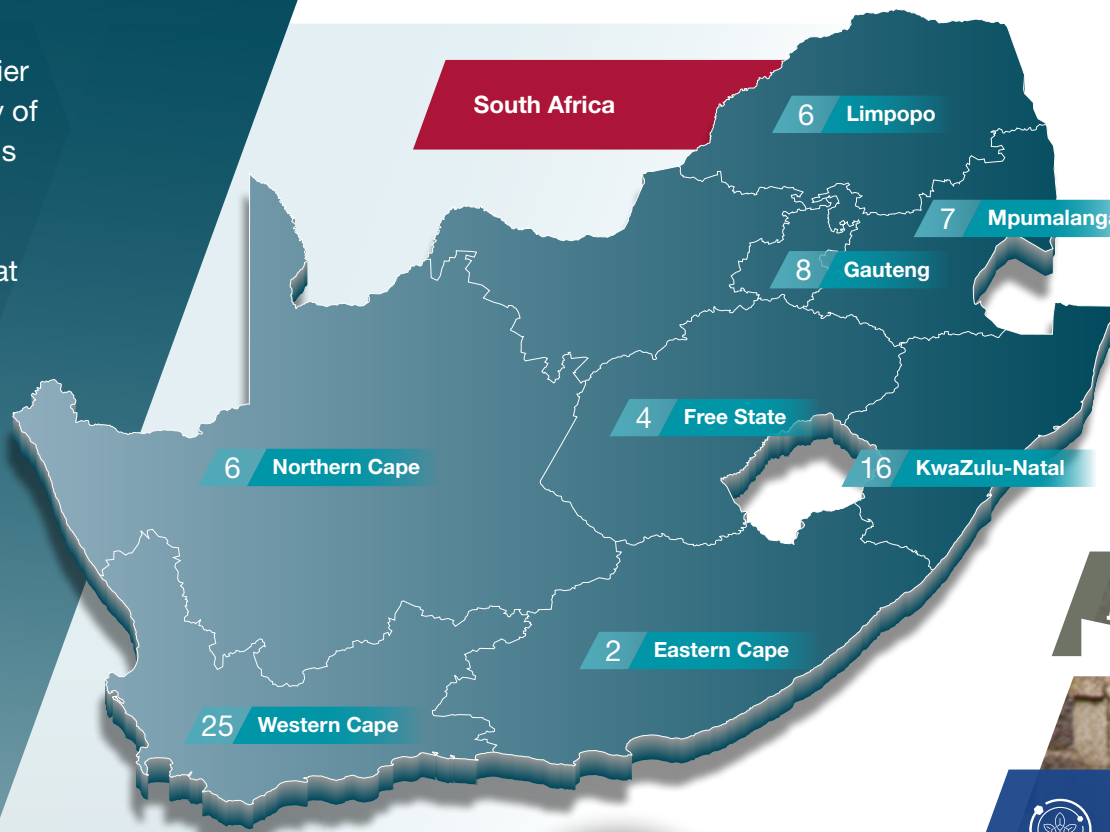 South Africa
6 Limpopo
7 Mpumalanga
8 Gauteng
4 Free State
6 Northern Cape
16 KwaZulu-Natal
2 Eastern Cape
25 Western Cape